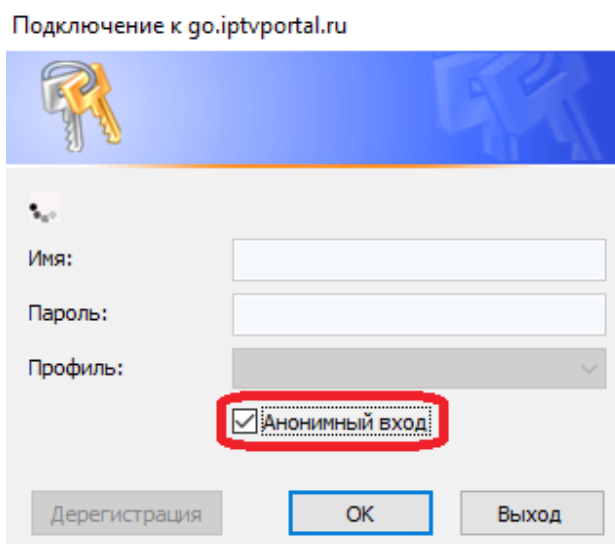 Подключение к go.iptvportal.ru
Имя:
Пароль:
Профиль:
Анонимный вход
Дерегистрация
OK
Выход